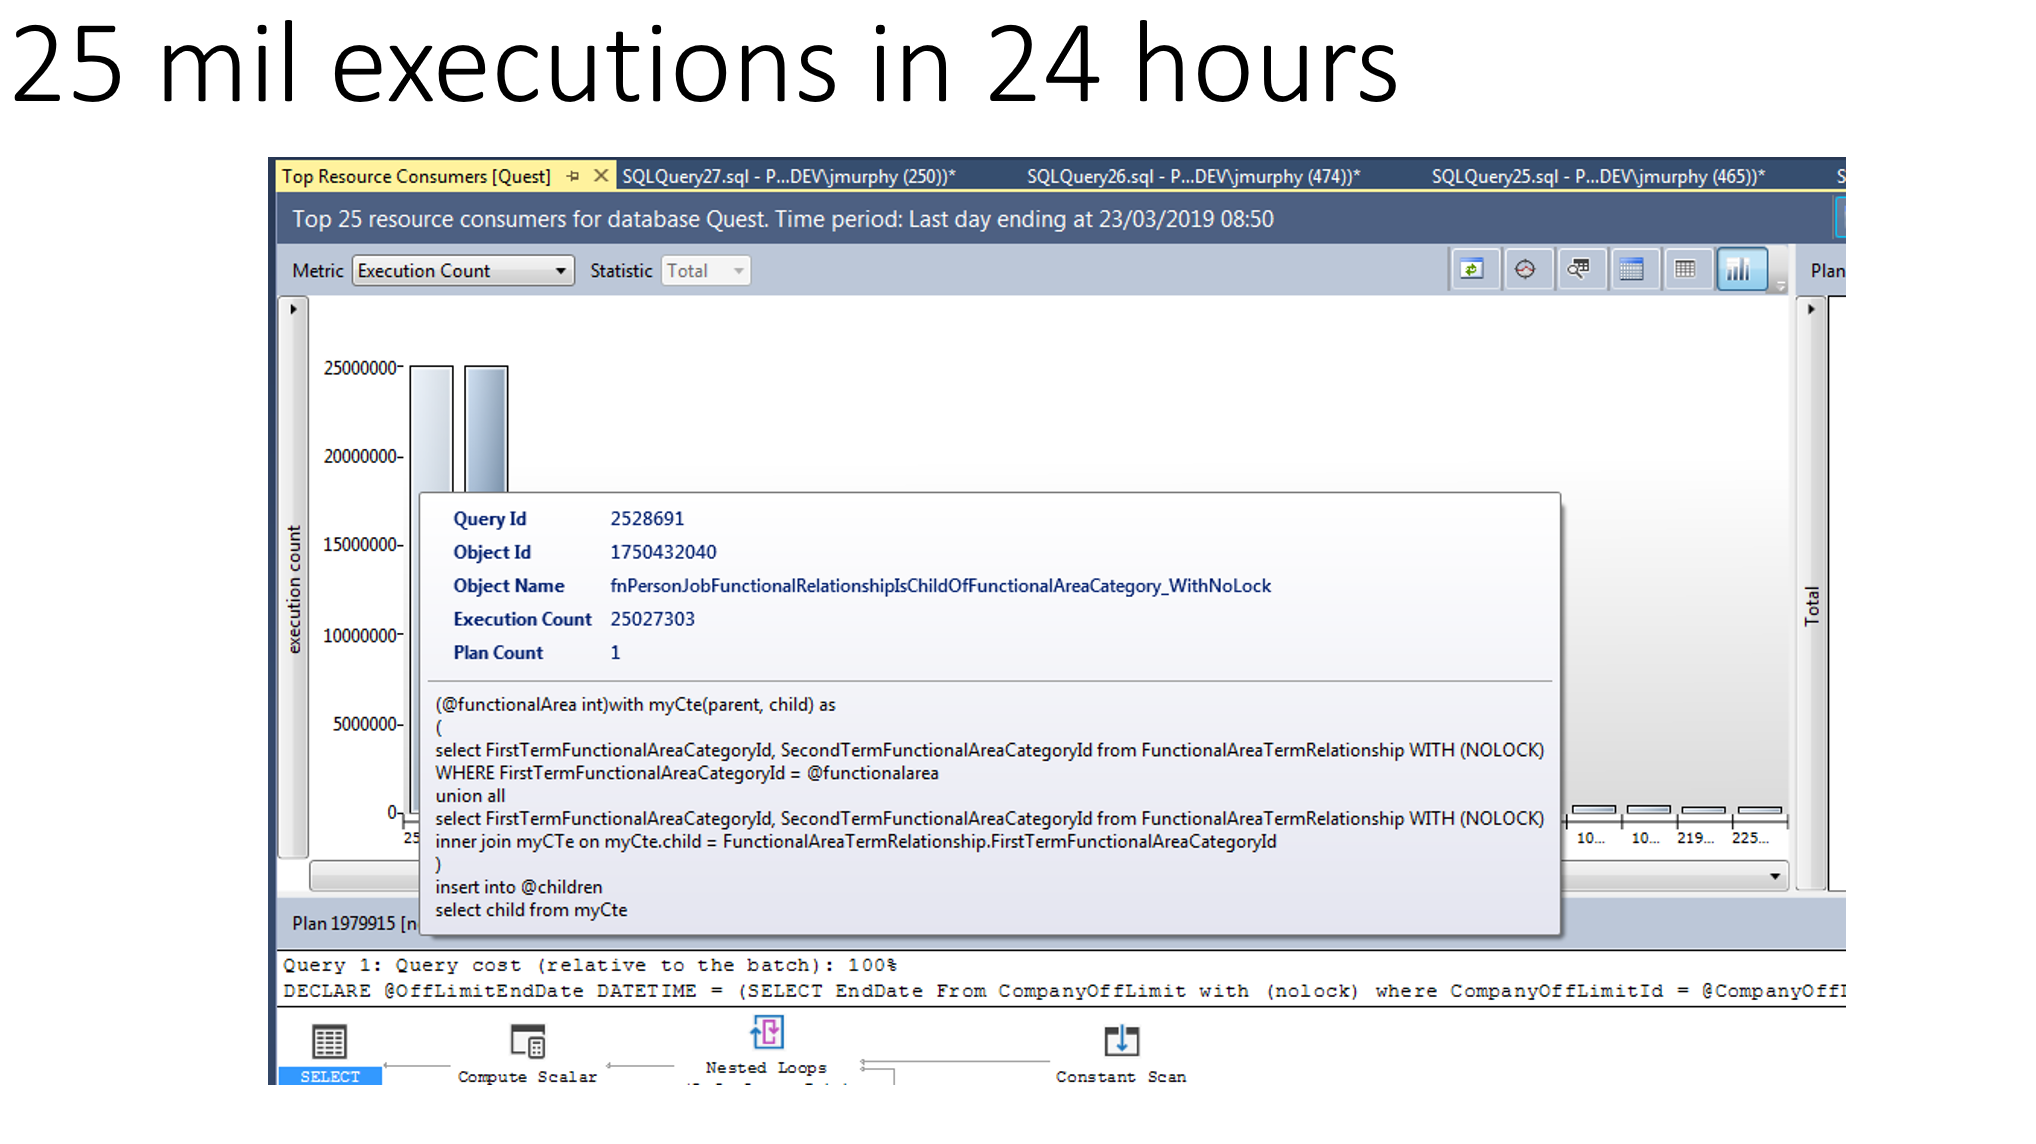 25 mil executions in 24 hours
Top Resource Consumers [Quest]
SQLQuery27.sql - P...DEV\jmurphy (250))*
SQLQuery26.sql - P...DEV\jmurphy (474))*
SQLQuery25.sql - P...DEV\jmurphy (465))*
Top 25 resource consumers for database Quest. Time period: Last day ending at 23/03/2019 08:50
Metric Execution Count Statistic Total
Plan
execution count
25000000
20000000
15000000
10000000
5000000
0
25
Query Id 2528691
Object Id 1750432040
Object Name fnPersonJobFunctionalRelationshipIsChildOfFunctionalAreaCategory_WithNoLock
Execution Count 25027303
Plan Count 1
(@functionalArea int)with myCte(parent, child) as
(
select FirstTermFunctionalAreaCategoryId, SecondTermFunctionalAreaCategoryId from FunctionalAreaTermRelationship WITH (NOLOCK)
WHERE FirstTermFunctionalAreaCategoryId = @functionalarea
union all
select FirstTermFunctionalAreaCategoryId, SecondTermFunctionalAreaCategoryId from FunctionalAreaTermRelationship WITH (NOLOCK)
inner join myCTe on myCte.child = FunctionalAreaTermRelationship.FirstTermFunctionalAreaCategoryId
)
insert into @children
select child from myCte
10... 10... 219... 225...
Total
Plan 1979915 [n
Query 1: Query cost (relative to the batch): 100%
DECLARE @OffLimitEndDate DATETIME = (SELECT EndDate From CompanyOffLimit with (nolock) where CompanyOffLimitId = @CompanyOffl
SELECT
Compute Scalar
Nested Loops
Constant Scan